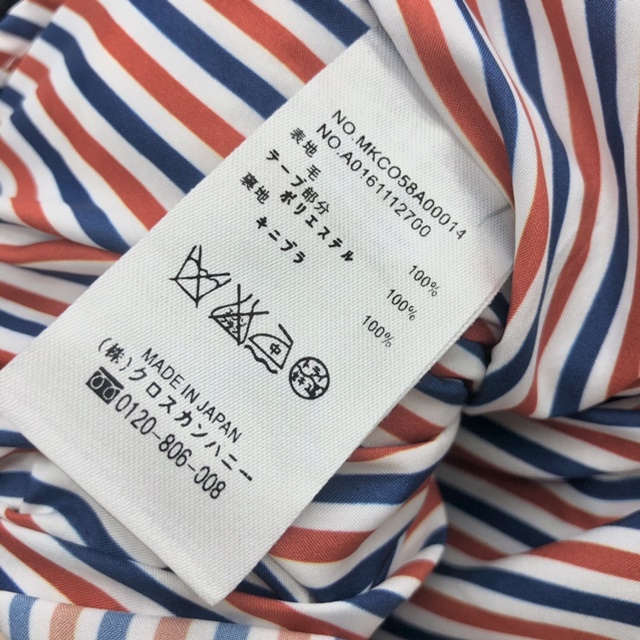 NO.MKCO58A00014
NO.A0161112700
表地 毛 100%
テープ部分 ポリエステル 100%
裏地 キュプラ 100%
中
MADE IN JAPAN
(株)クロスカンパニー
0120-806-008